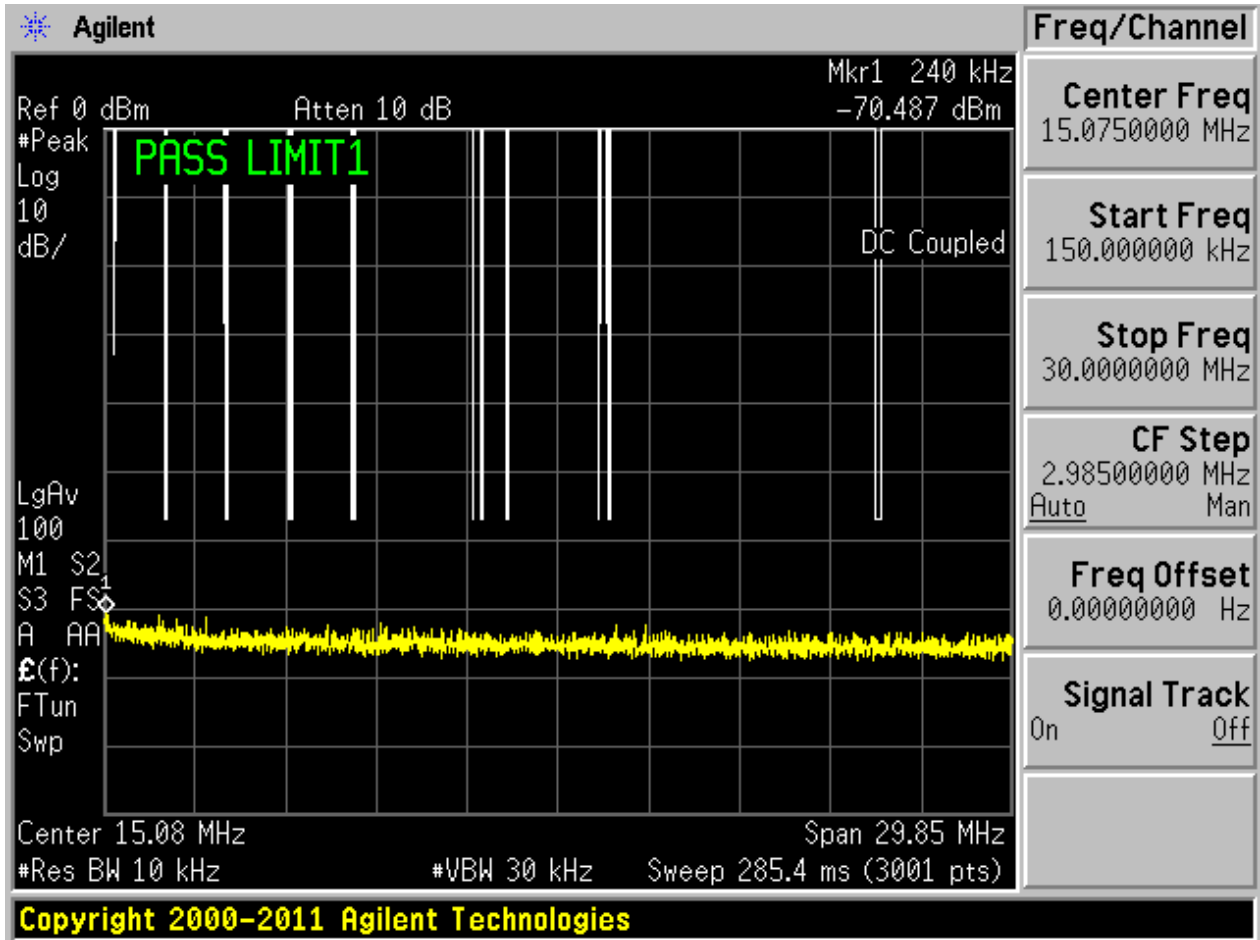 Agilent
Freq/Channel
Mkr1 240 kHz
Ref 0 dBm Atten 10 dB -70.487 dBm
#Peak
Log
10
dB/
PASS LIMIT1
DC Coupled
LgAv
100
M1 S2
S3 FS
A AA
£(f):
FTun
Swp
1
Center 15.08 MHz Span 29.85 MHz
#Res BW 10 kHz #VBW 30 kHz Sweep 285.4 ms (3001 pts)
Copyright 2000-2011 Agilent Technologies
Center Freq
15.0750000 MHz
Start Freq
150.000000 kHz
Stop Freq
30.0000000 MHz
CF Step
2.98500000 MHz
Auto Man
Freq Offset
0.00000000 Hz
Signal Track
On Off